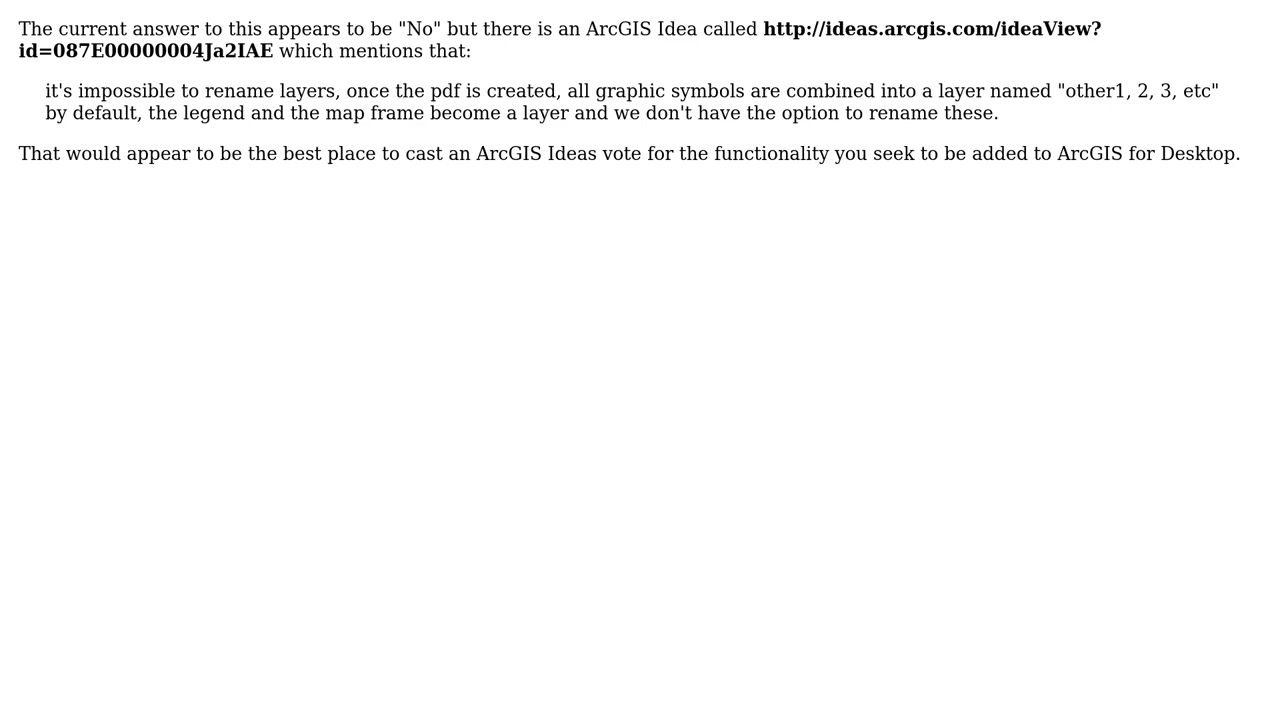 The current answer to this appears to be "No" but there is an ArcGIS Idea called http://ideas.arcgis.com/ideaView?
id=087E00000004Ja2IAE which mentions that:
it's impossible to rename layers, once the pdf is created, all graphic symbols are combined into a layer named "other1, 2, 3, etc"
by default, the legend and the map frame become a layer and we don't have the option to rename these.
That would appear to be the best place to cast an ArcGIS Ideas vote for the functionality you seek to be added to ArcGIS for Desktop.